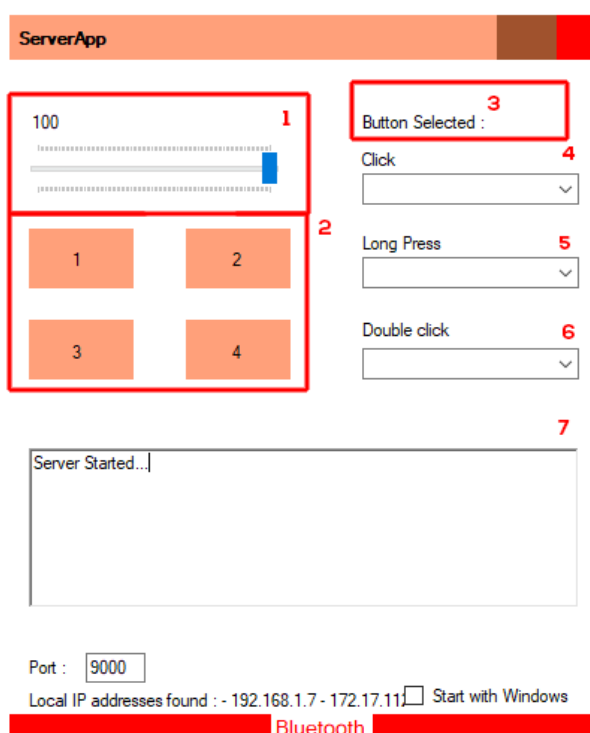 ServerApp
100
1
3
Button Selected :
Click
4
2
1
2
Long Press
5
3
4
Double click
6
7
Server Started...
Port :
9000
Local IP addresses found : - 192.168.1.7 - 172.17.11
Start with Windows
Bluetooth